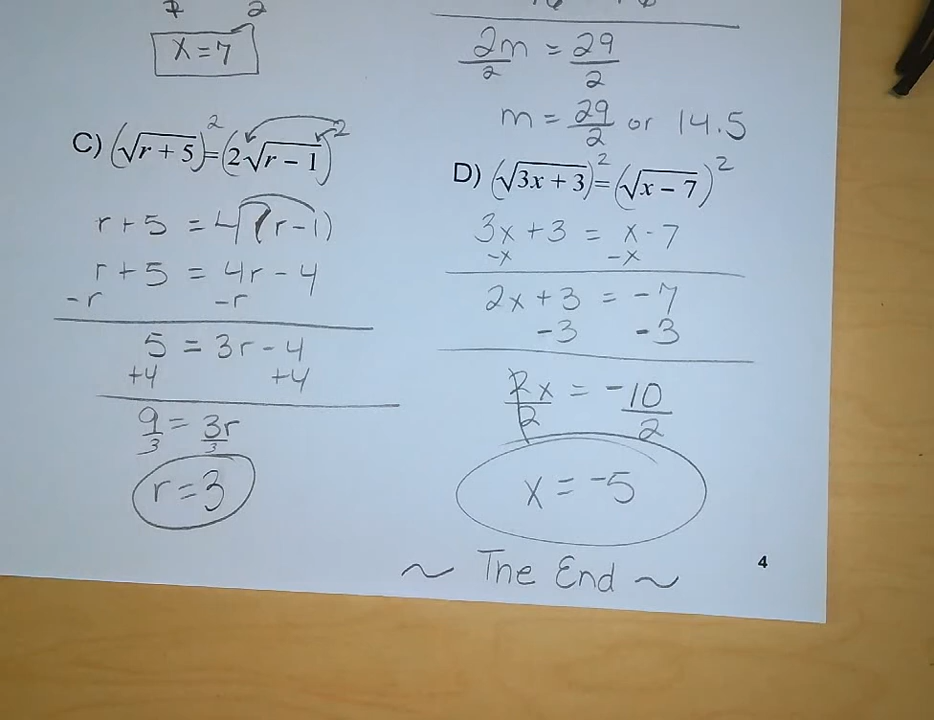 x = 7
C) (√r + 5)² = (2√r − 1)²
r + 5 = 4(r − 1)
r + 5 = 4r − 4
-r -r
5 = 3r − 4
+4 +4
9/3 = 3r/3
r = 3
2m/2 = 29/2
m = 29/2 or 14.5
D) (√3x + 3)² = (√x − 7)²
3x + 3 = x - 7
-x -x
2x + 3 = -7
-3 -3
2x/2 = -10/2
x = -5
~ The End ~
4